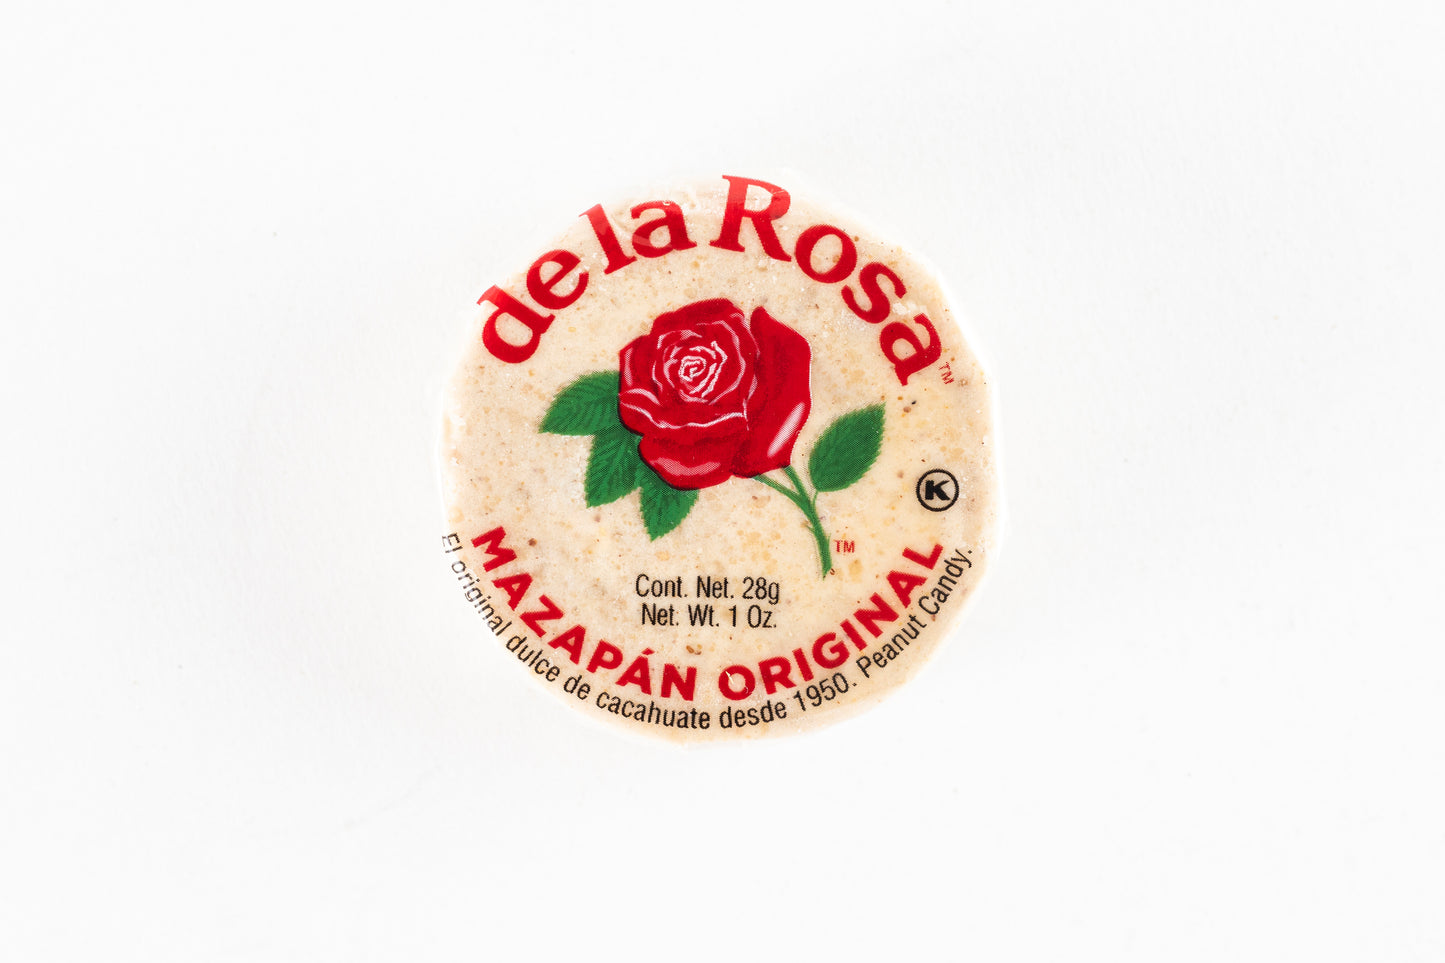 de la Rosa™
K
™
Cont. Net. 28g
Net. Wt. 1 Oz.
MAZAPÁN ORIGINAL
El original dulce de cacahuate desde 1950. Peanut Candy.